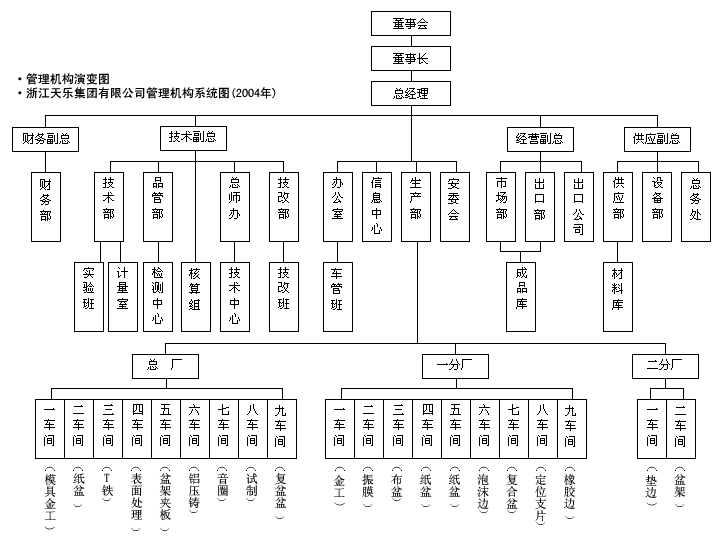 董事会
董事长
·管理机构演变图
·浙江天乐集团有限公司管理机构系统图(2004年)
总经理
财务副总
技术副总
经营副总
供应副总
财务部
技术部
品管部
总师办
技改部
办公室
信息中心
生产部
安委会
市场部
出口部
出口公司
供应部
设备部
总务处
实验班
计量室
检测中心
核算组
技术中心
技改班
车管班
成品库
材料库
总 厂
一分厂
二分厂
一车间
二车间
三车间
四车间
五车间
六车间
七车间
八车间
九车间
一车间
二车间
三车间
四车间
五车间
六车间
七车间
八车间
九车间
一车间
二车间
(模具金工)
(纸盆)
(T铁)
(表面处理)
(盆架夹板)
(铝压铸)
(音圈)
(试制)
(复盆盆)
(金工)
(振膜)
(布盆)
(纸盆)
(纸盆)
(泡沫边)
(复合盆)
(定位支片)
(橡胶边)
(垫边)
(盆架)